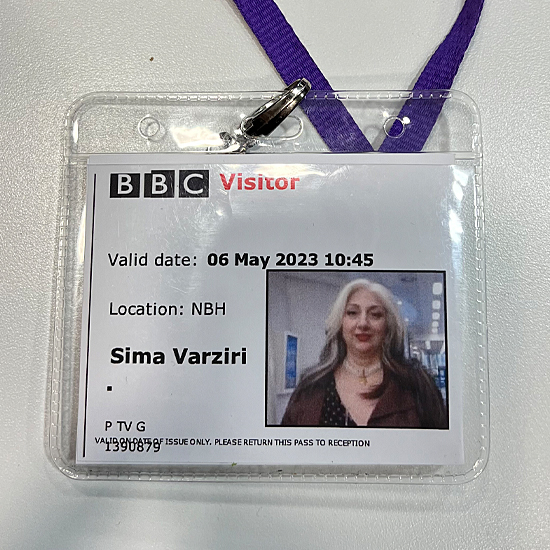 BBC Visitor
Valid date: 06 May 2023 10:45
Location: NBH
Sima Varziri
.
P TV G
VALID ON DATE OF ISSUE ONLY. PLEASE RETURN THIS PASS TO RECEPTION
1390879